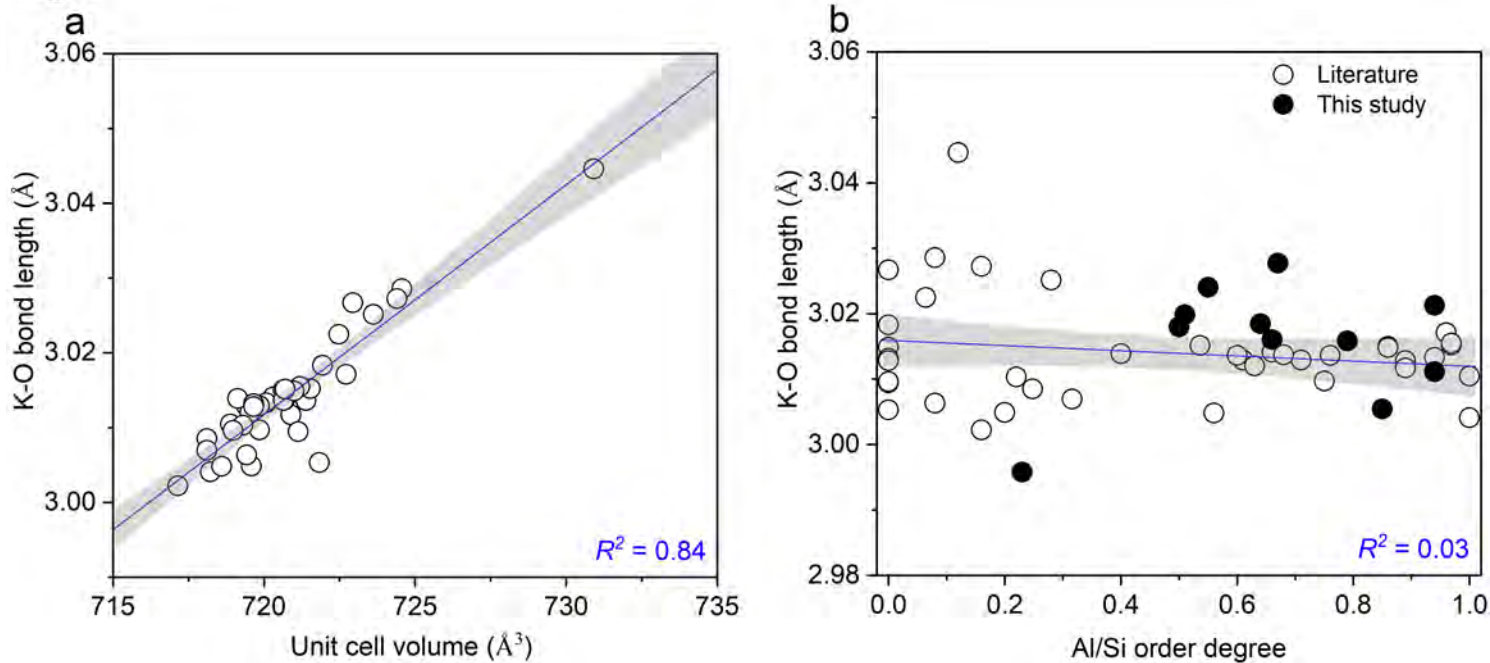 a
3.06
3.04
3.02
3.00
K-O bond length (Å)
R² = 0.84
715
720
725
730
735
Unit cell volume (Å³)
b
3.06
3.04
3.02
3.00
2.98
K-O bond length (Å)
Literature
This study
R² = 0.03
0.0
0.2
0.4
0.6
0.8
1.0
Al/Si order degree